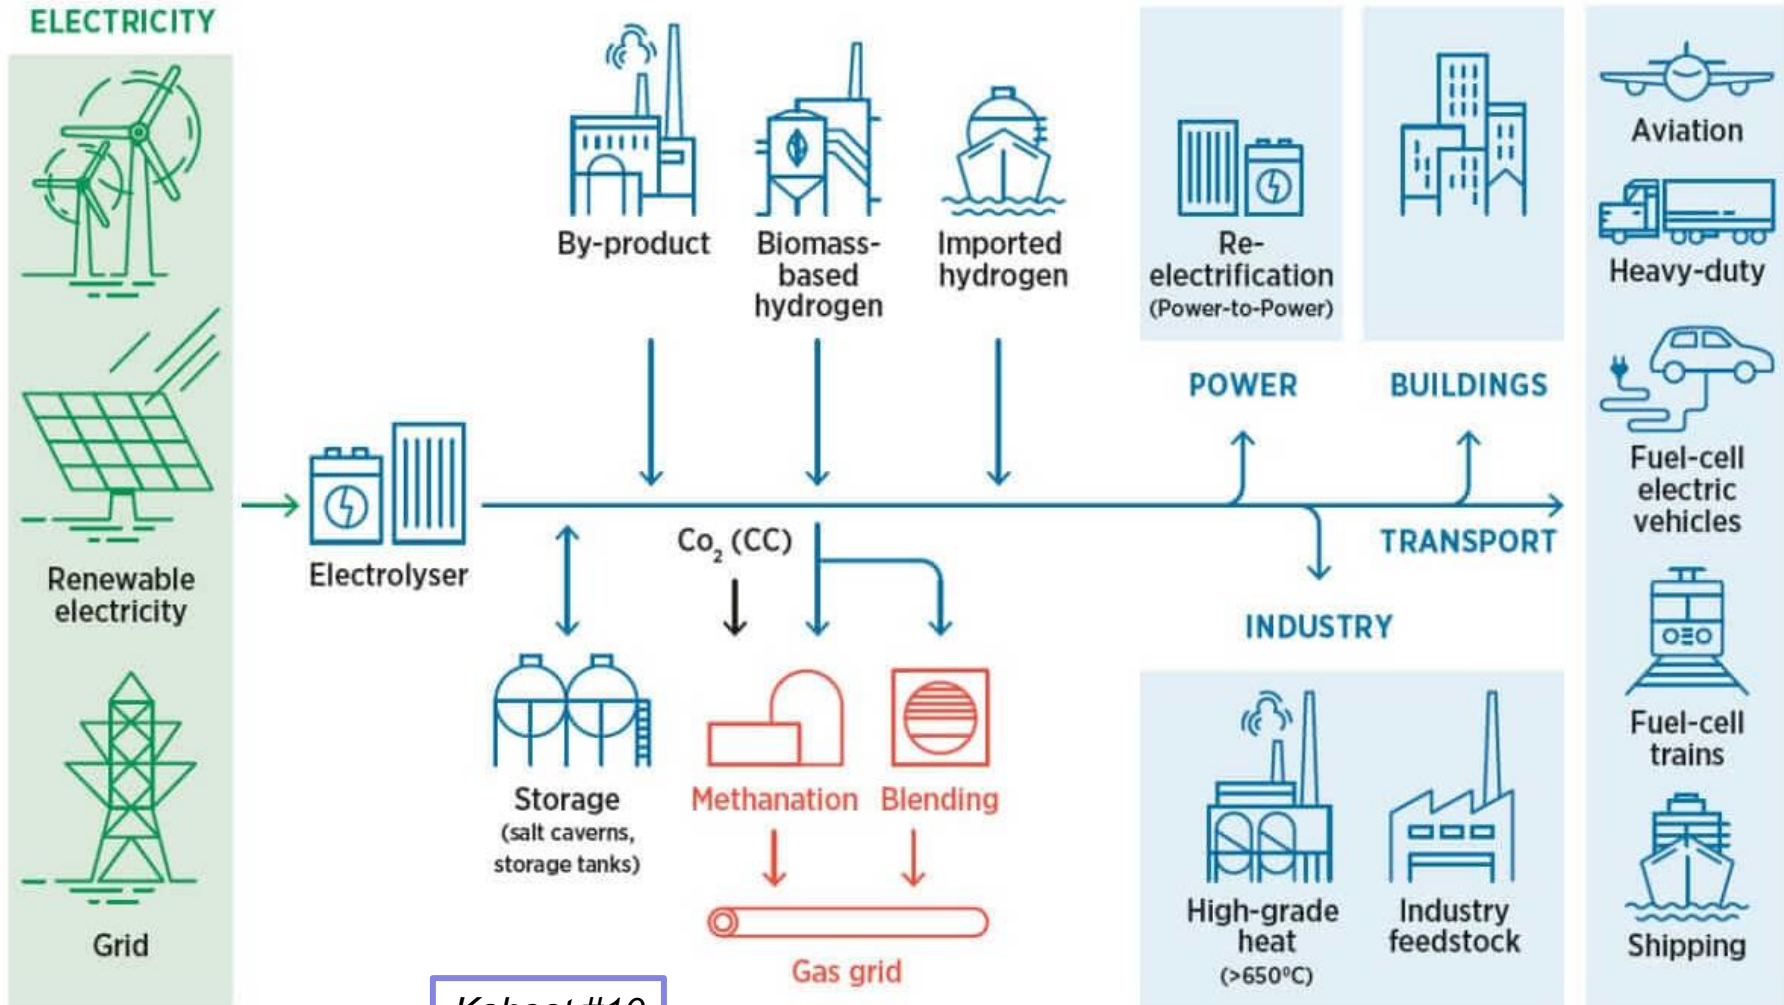 ELECTRICITY
Renewable
electricity
Grid
Electrolyser
By-product
Biomass-
based
hydrogen
Imported
hydrogen
Co₂ (CC)
Storage
(salt caverns,
storage tanks)
Methanation
Blending
Gas grid
Re-
electrification
(Power-to-Power)
POWER
BUILDINGS
TRANSPORT
INDUSTRY
High-grade
heat
(>650ºC)
Industry
feedstock
Aviation
Heavy-duty
Fuel-cell
electric
vehicles
Fuel-cell
trains
Shipping